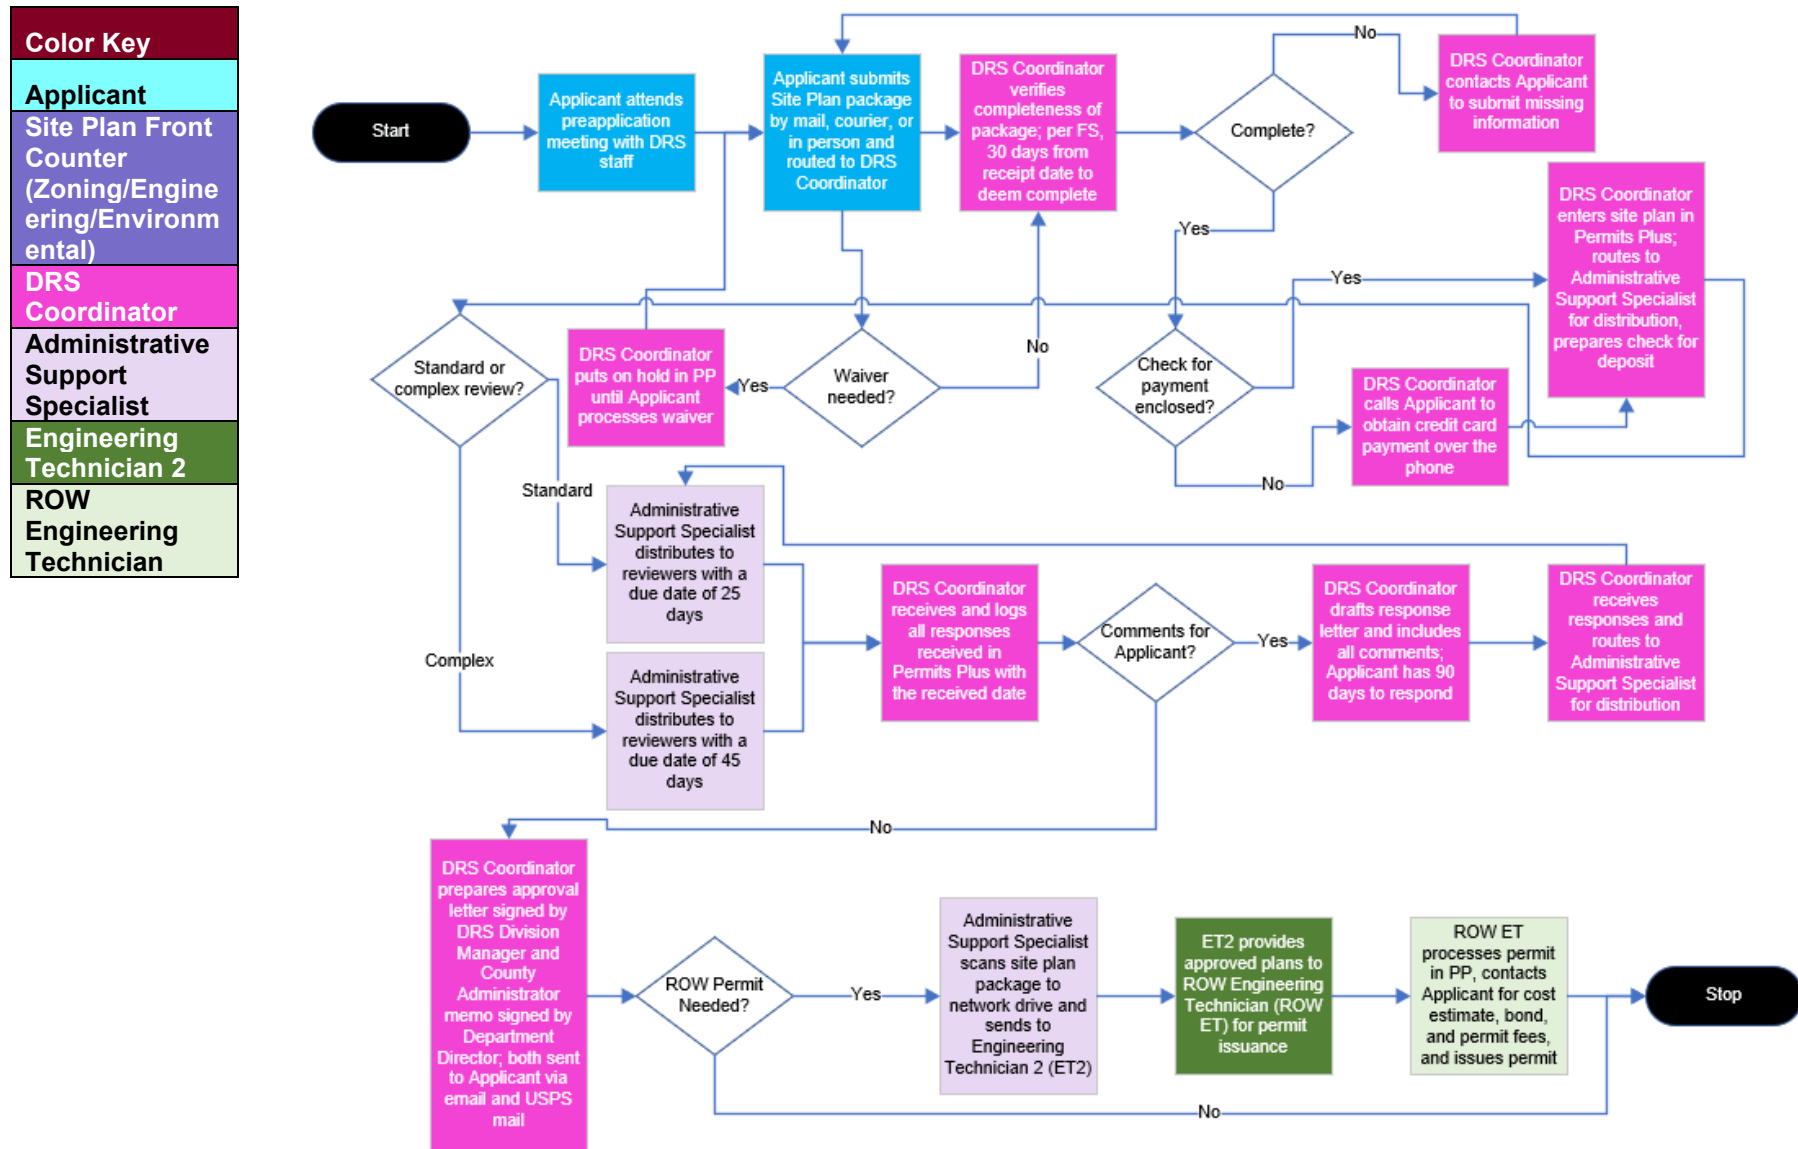 Color Key
Applicant
Site Plan Front
Counter
(Zoning/Engine
ering/Environm
ental)
DRS
Coordinator
Administrative
Support
Specialist
Engineering
Technician 2
ROW
Engineering
Technician
Start
Applicant attends
preapplication
meeting with DRS
staff
Applicant submits
Site Plan package
by mail, courier, or
in person and
routed to DRS
Coordinator
DRS Coordinator
verifies
completeness of
package; per FS,
30 days from
receipt date to
deem complete
Complete?
No
DRS Coordinator
contacts Applicant
to submit missing
information
Yes
DRS Coordinator
enters site plan in
Permits Plus;
routes to
Administrative
Support Specialist
for distribution,
prepares check for
deposit
Yes
Standard or
complex review?
DRS Coordinator
puts on hold in PP
until Applicant
processes waiver
Yes
Waiver
needed?
No
Check for
payment
enclosed?
DRS Coordinator
calls Applicant to
obtain credit card
payment over the
phone
No
Standard
Complex
Administrative
Support Specialist
distributes to
reviewers with a
due date of 25
days
Administrative
Support Specialist
distributes to
reviewers with a
due date of 45
days
DRS Coordinator
receives and logs
all responses
received in
Permits Plus with
the received date
Comments for
Applicant?
Yes
DRS Coordinator
drafts response
letter and includes
all comments;
Applicant has 90
days to respond
DRS Coordinator
receives
responses and
routes to
Administrative
Support Specialist
for distribution
No
DRS Coordinator
prepares approval
letter signed by
DRS Division
Manager and
County
Administrator
memo signed by
Department
Director; both sent
to Applicant via
email and USPS
mail
ROW Permit
Needed?
Yes
Administrative
Support Specialist
scans site plan
package to
network drive and
sends to
Engineering
Technician 2 (ET2)
ET2 provides
approved plans to
ROW Engineering
Technician (ROW
ET) for permit
issuance
ROW ET
processes permit
in PP, contacts
Applicant for cost
estimate, bond,
and permit fees,
and issues permit
Stop
No